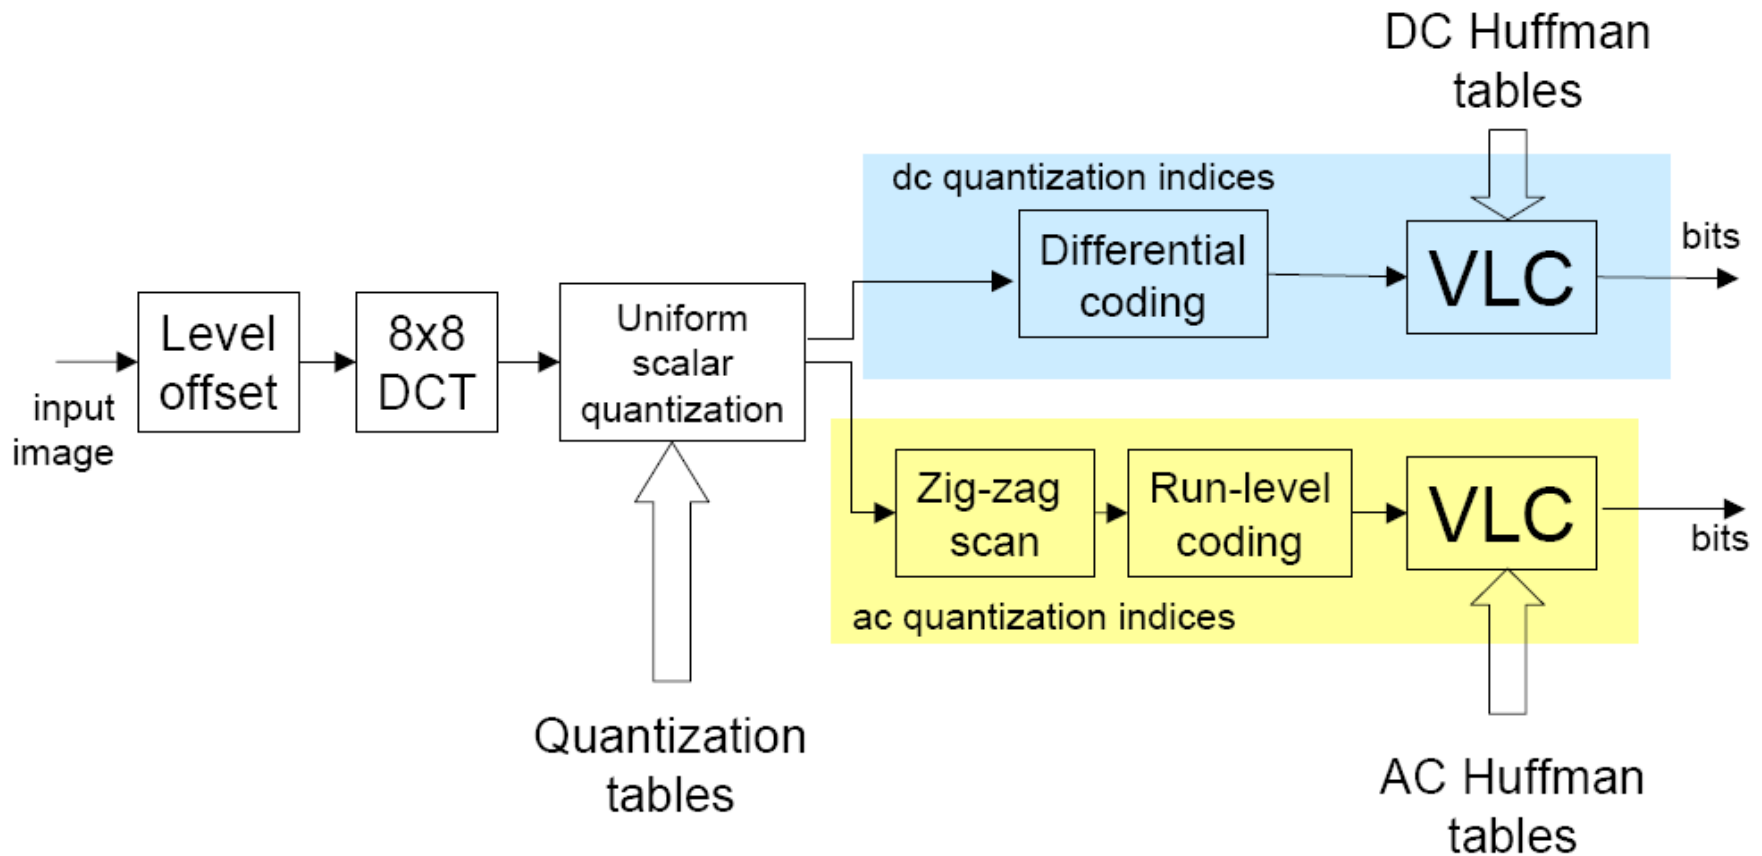 DC Huffman
tables
dc quantization indices
Differential
coding
VLC
bits
input
image
Level
offset
8x8
DCT
Uniform
scalar
quantization
Zig-zag
scan
Run-level
coding
VLC
bits
ac quantization indices
Quantization
tables
AC Huffman
tables